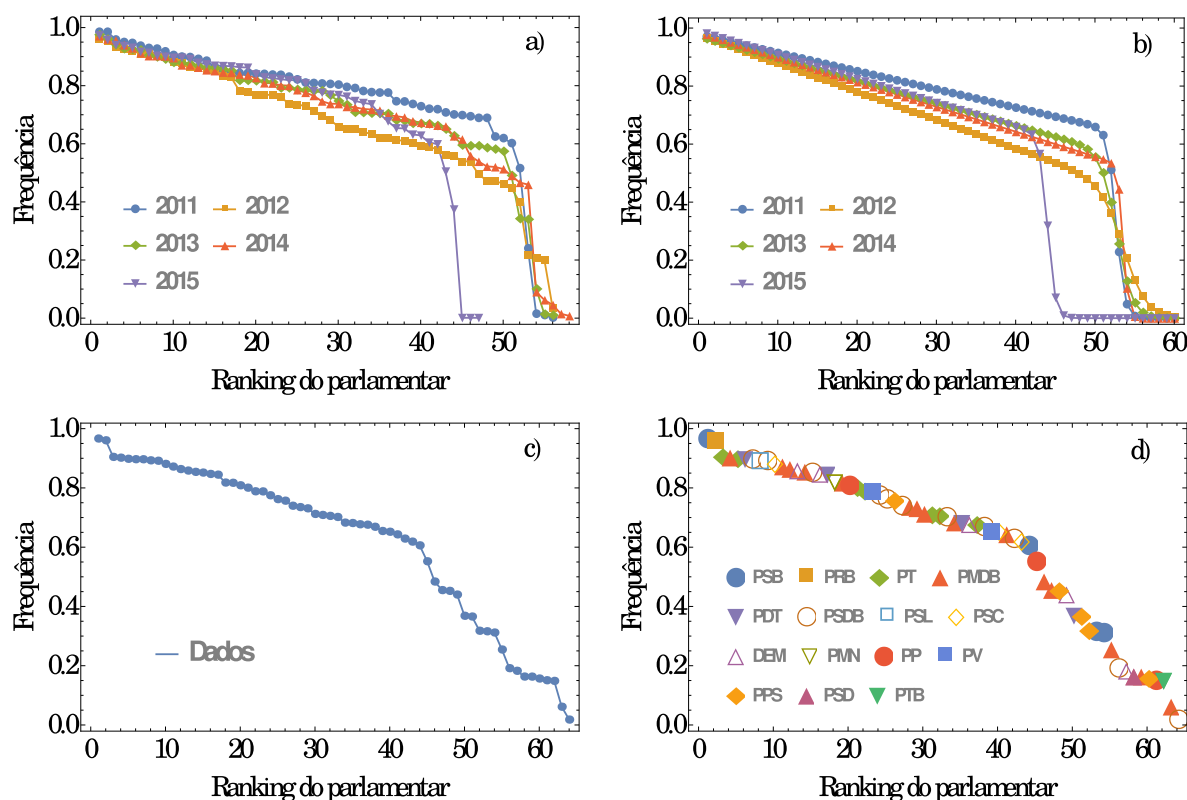 a)
Frequência
1.0
0.8
0.6
0.4
0.2
0.0
2011 2012
2013 2014
2015
0 10 20 30 40 50
Ranking do parlamentar
b)
Frequência
1.0
0.8
0.6
0.4
0.2
0.0
2011 2012
2013 2014
2015
0 10 20 30 40 50 60
Ranking do parlamentar
c)
Frequência
1.0
0.8
0.6
0.4
0.2
0.0
Dados
0 10 20 30 40 50 60
Ranking do parlamentar
d)
Frequência
1.0
0.8
0.6
0.4
0.2
0.0
PSB PRB PT PMDB
PDT PSDB PSL PSC
DEM PMN PP PV
PPS PSD PTB
0 10 20 30 40 50 60
Ranking do parlamentar